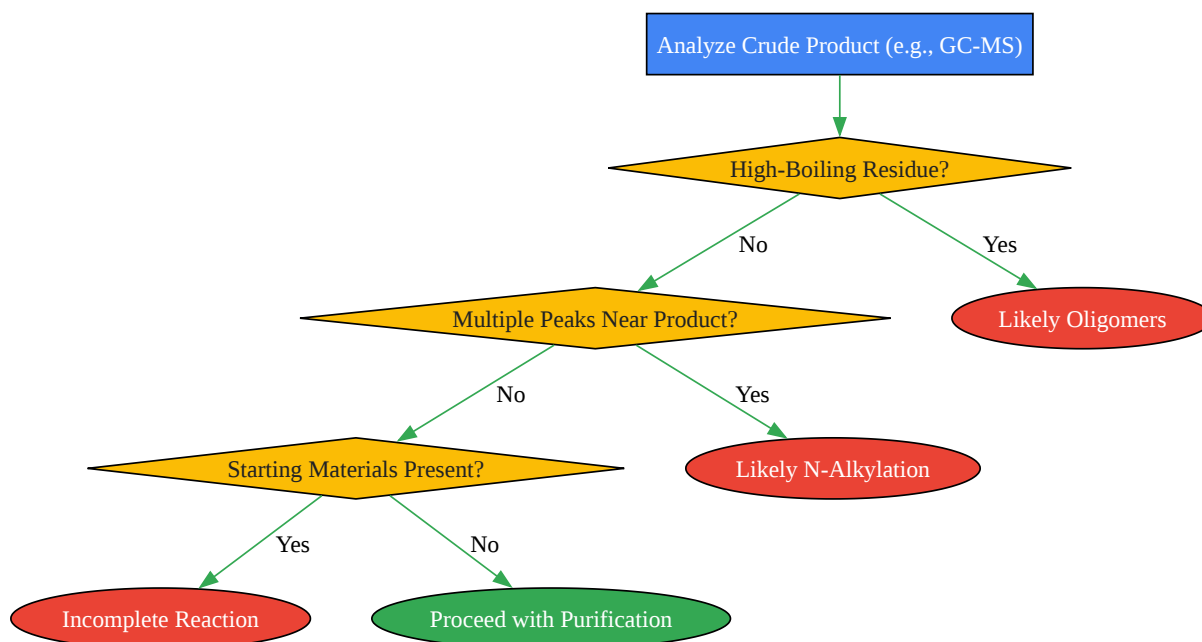 Analyze Crude Product (e.g., GC-MS)
High-Boiling Residue?
No
Yes
Multiple Peaks Near Product?
Likely Oligomers
No
Yes
Starting Materials Present?
Likely N-Alkylation
Yes
No
Incomplete Reaction
Proceed with Purification